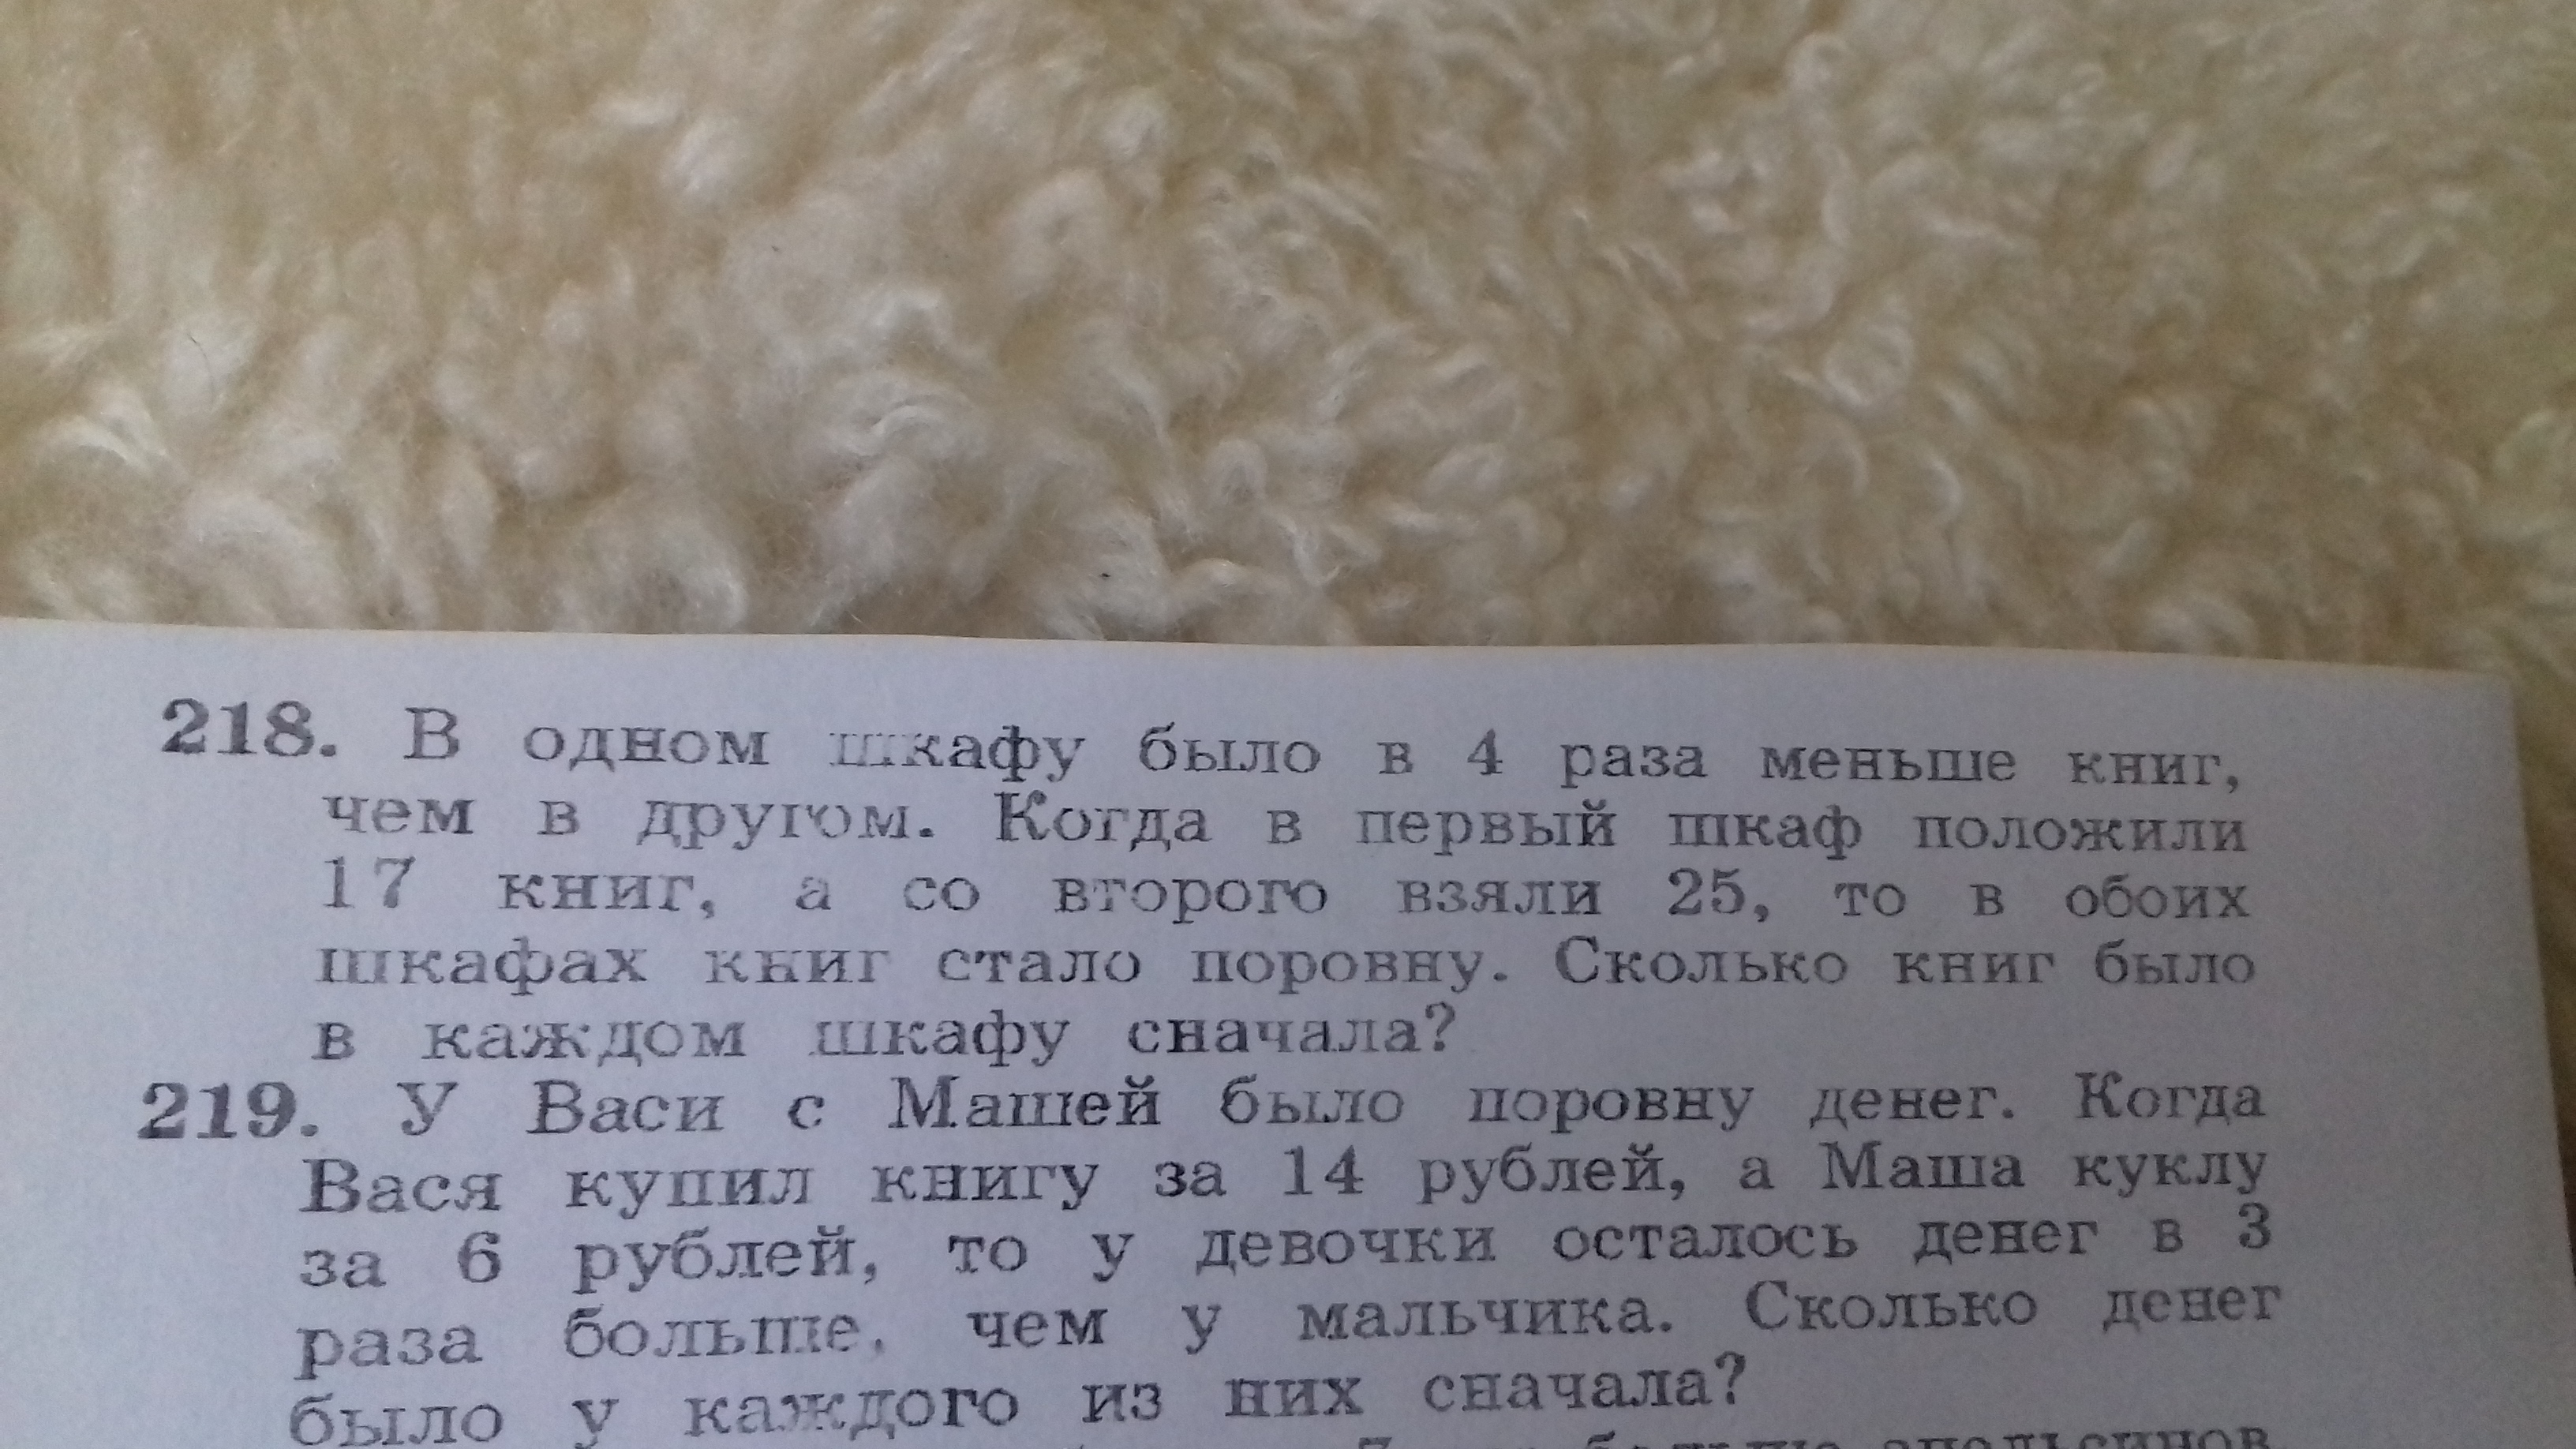 218. В одном шкафу было в 4 раза меньше книг,
чем в другом. Когда в первый шкаф положили
17 книг, а со второго взяли 25, то в обоих
шкафах книг стало поровну. Сколько книг было
в каждом шкафу сначала?
219. У Васи с Машей было поровну денег. Когда
Вася купил книгу за 14 рублей, а Маша куклу
за 6 рублей, то у девочки осталось денег в 3
раза больше, чем у мальчика. Сколько денег
было у каждого из них сначала?
апельсинов